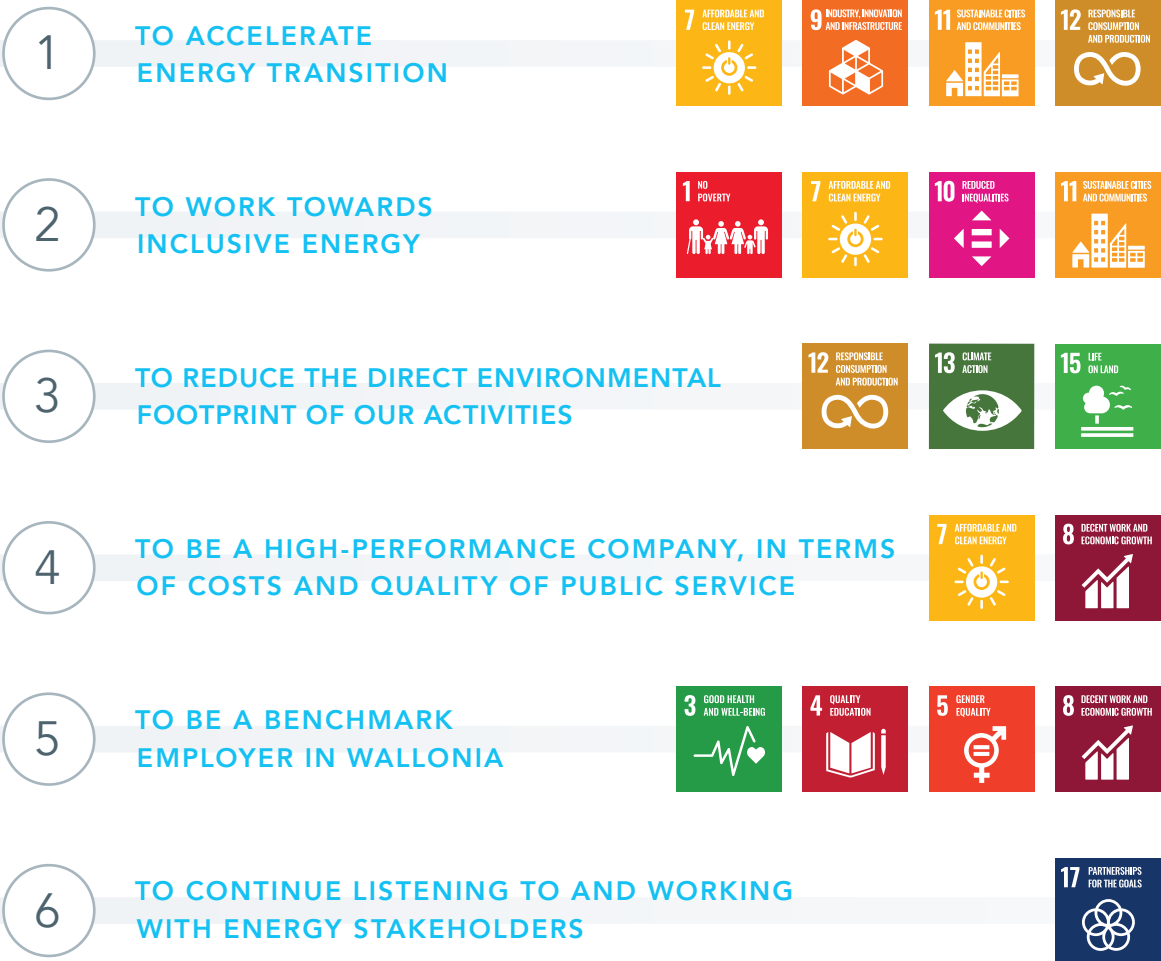 1
TO ACCELERATE
ENERGY TRANSITION
7 AFFORDABLE AND
CLEAN ENERGY
9 INDUSTRY, INNOVATION
AND INFRASTRUCTURE
11 SUSTAINABLE CITIES
AND COMMUNITIES
12 RESPONSIBLE
CONSUMPTION
AND PRODUCTION
2
TO WORK TOWARDS
INCLUSIVE ENERGY
1 NO
POVERTY
7 AFFORDABLE AND
CLEAN ENERGY
10 REDUCED
INEQUALITIES
11 SUSTAINABLE CITIES
AND COMMUNITIES
3
TO REDUCE THE DIRECT ENVIRONMENTAL
FOOTPRINT OF OUR ACTIVITIES
12 RESPONSIBLE
CONSUMPTION
AND PRODUCTION
13 CLIMATE
ACTION
15 LIFE
ON LAND
4
TO BE A HIGH-PERFORMANCE COMPANY, IN TERMS
OF COSTS AND QUALITY OF PUBLIC SERVICE
7 AFFORDABLE AND
CLEAN ENERGY
8 DECENT WORK AND
ECONOMIC GROWTH
5
TO BE A BENCHMARK
EMPLOYER IN WALLONIA
3 GOOD HEALTH
AND WELL-BEING
4 QUALITY
EDUCATION
5 GENDER
EQUALITY
8 DECENT WORK AND
ECONOMIC GROWTH
6
TO CONTINUE LISTENING TO AND WORKING
WITH ENERGY STAKEHOLDERS
17 PARTNERSHIPS
FOR THE GOALS